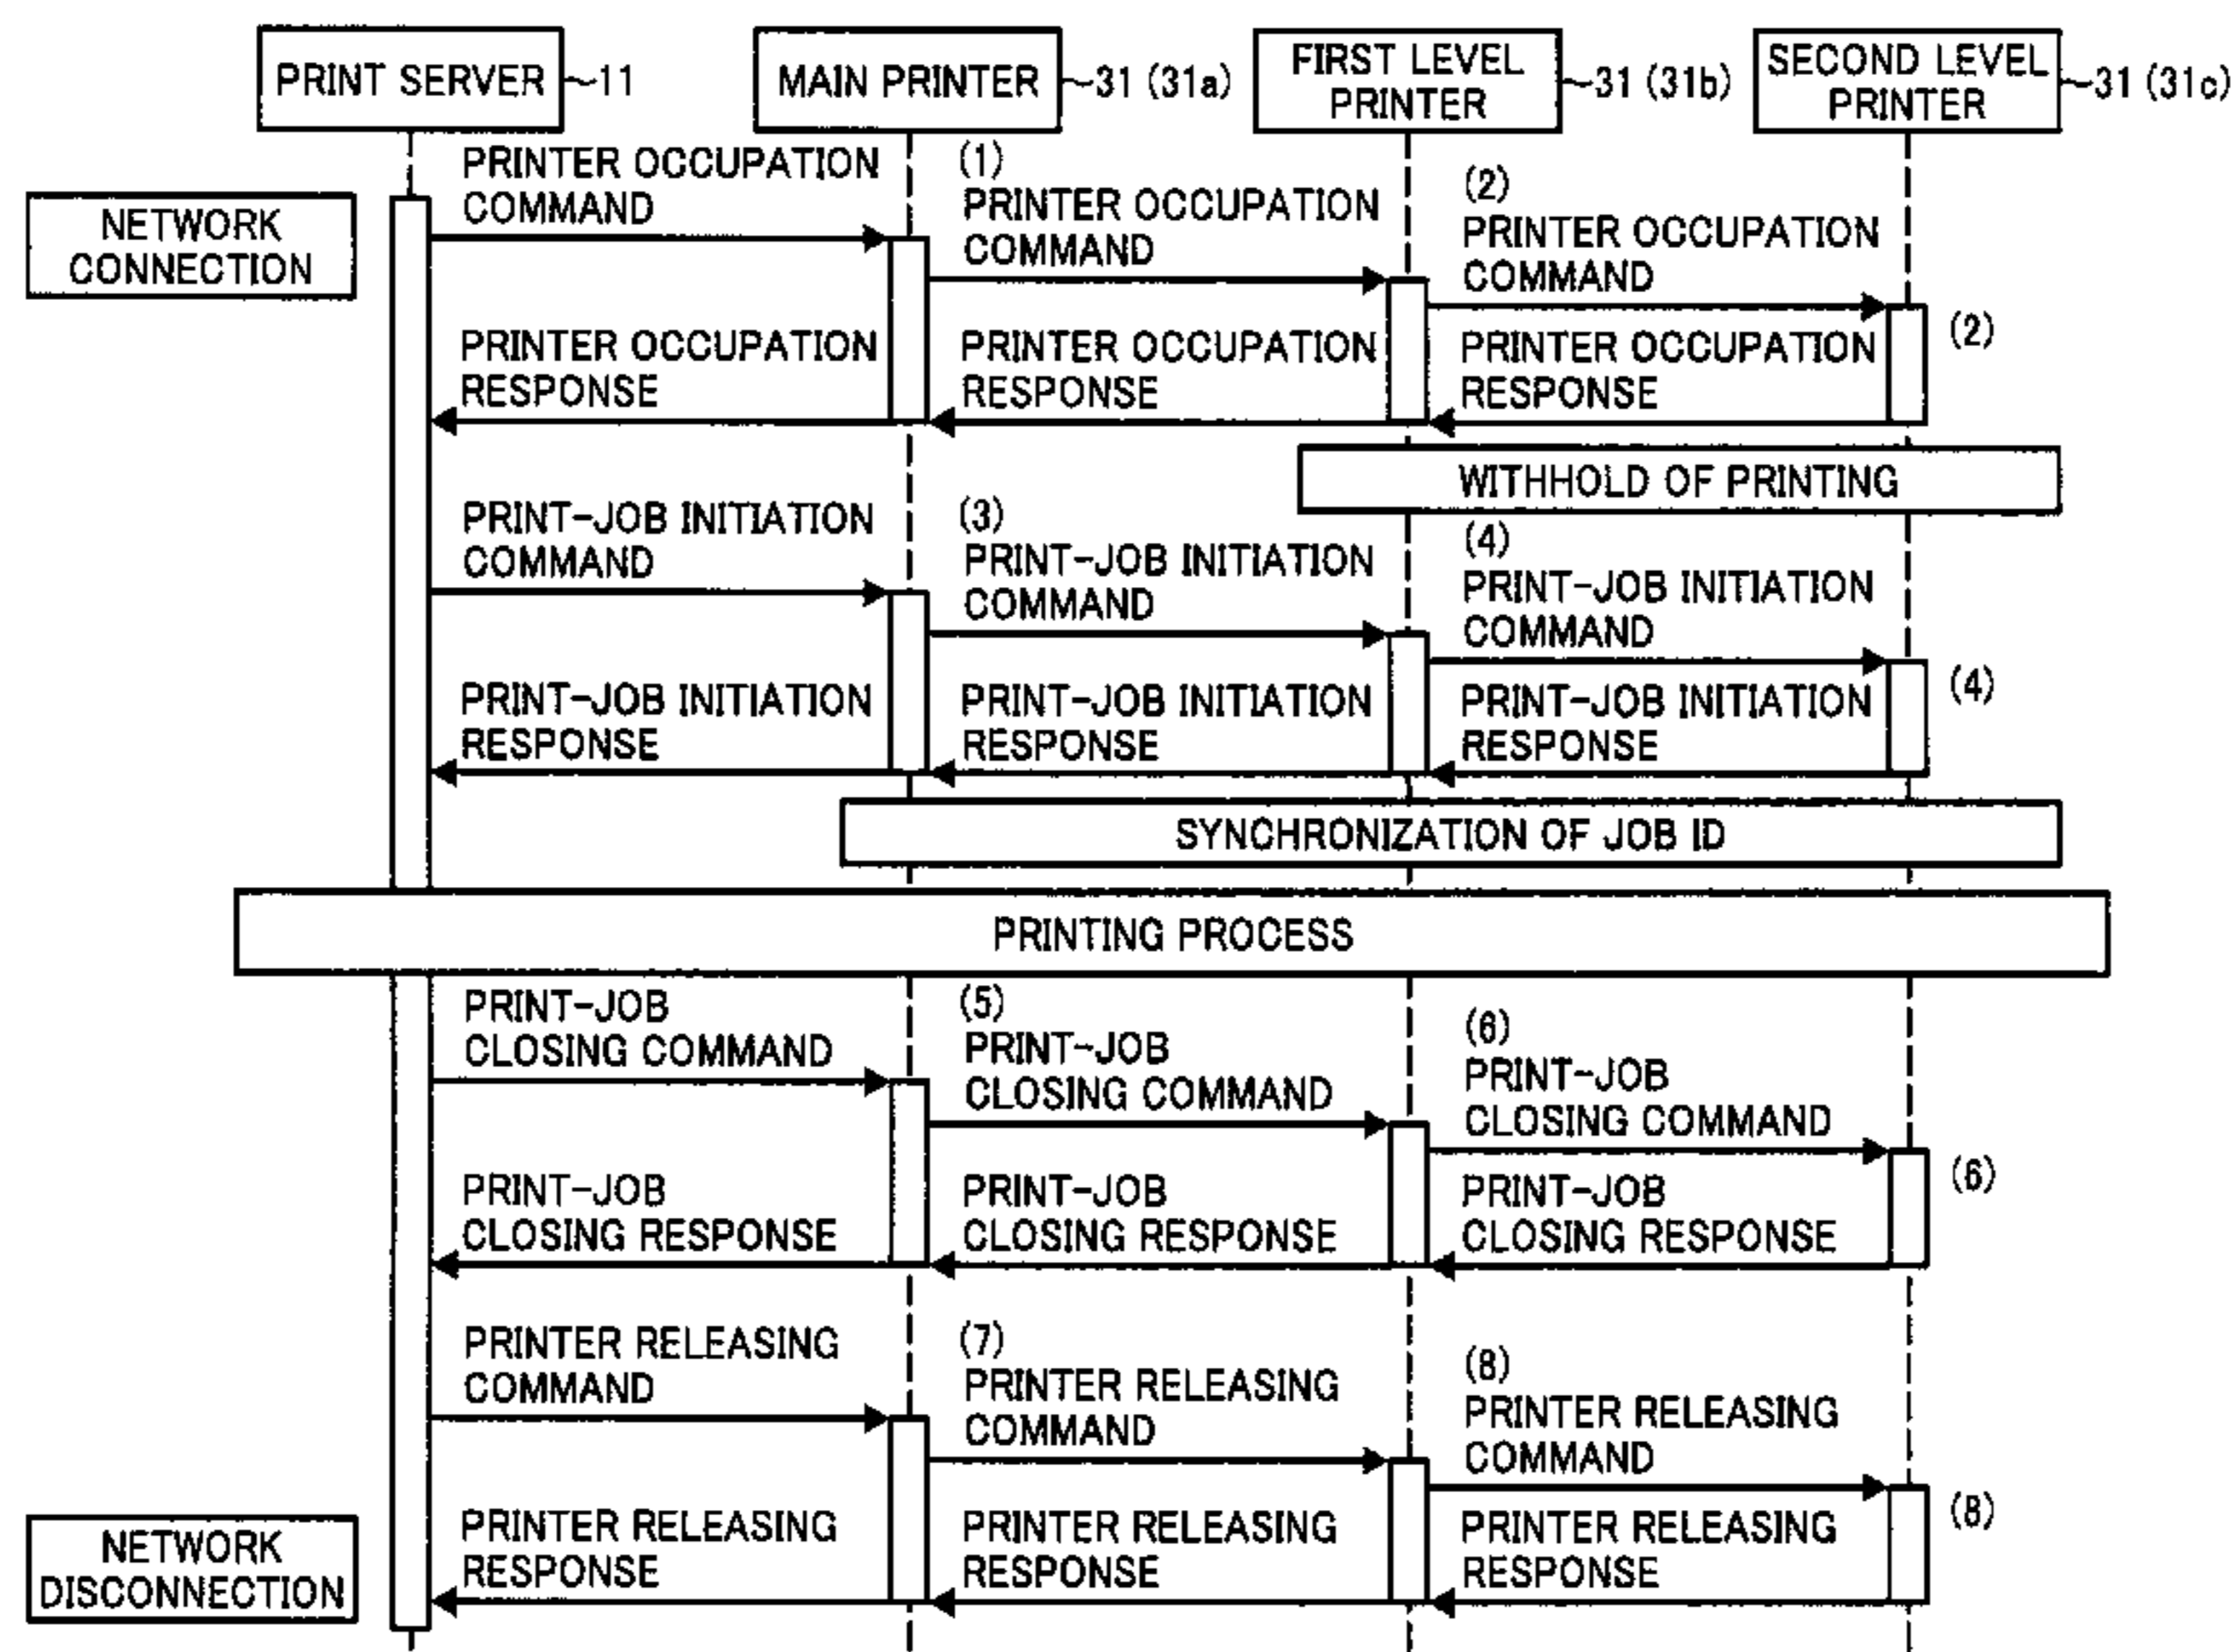 PRINT SERVER ~11
MAIN PRINTER ~31 (31a)
FIRST LEVEL
PRINTER
~31 (31b)
SECOND LEVEL
PRINTER
~31 (31c)
NETWORK
CONNECTION
PRINTER OCCUPATION
COMMAND
(1)
PRINTER OCCUPATION
COMMAND
(2)
PRINTER OCCUPATION
COMMAND
PRINTER OCCUPATION
RESPONSE
PRINTER OCCUPATION
RESPONSE
PRINTER OCCUPATION
RESPONSE
(2)
WITHHOLD OF PRINTING
PRINT-JOB INITIATION
COMMAND
(3)
PRINT-JOB INITIATION
COMMAND
(4)
PRINT-JOB INITIATION
COMMAND
PRINT-JOB INITIATION
RESPONSE
PRINT-JOB INITIATION
RESPONSE
PRINT-JOB INITIATION
RESPONSE
(4)
SYNCHRONIZATION OF JOB ID
PRINTING PROCESS
PRINT-JOB
CLOSING COMMAND
(5)
PRINT-JOB
CLOSING COMMAND
(6)
PRINT-JOB
CLOSING COMMAND
PRINT-JOB
CLOSING RESPONSE
PRINT-JOB
CLOSING RESPONSE
PRINT-JOB
CLOSING RESPONSE
(6)
PRINTER RELEASING
COMMAND
(7)
PRINTER RELEASING
COMMAND
(8)
PRINTER RELEASING
COMMAND
NETWORK
DISCONNECTION
PRINTER RELEASING
RESPONSE
PRINTER RELEASING
RESPONSE
PRINTER RELEASING
RESPONSE
(8)